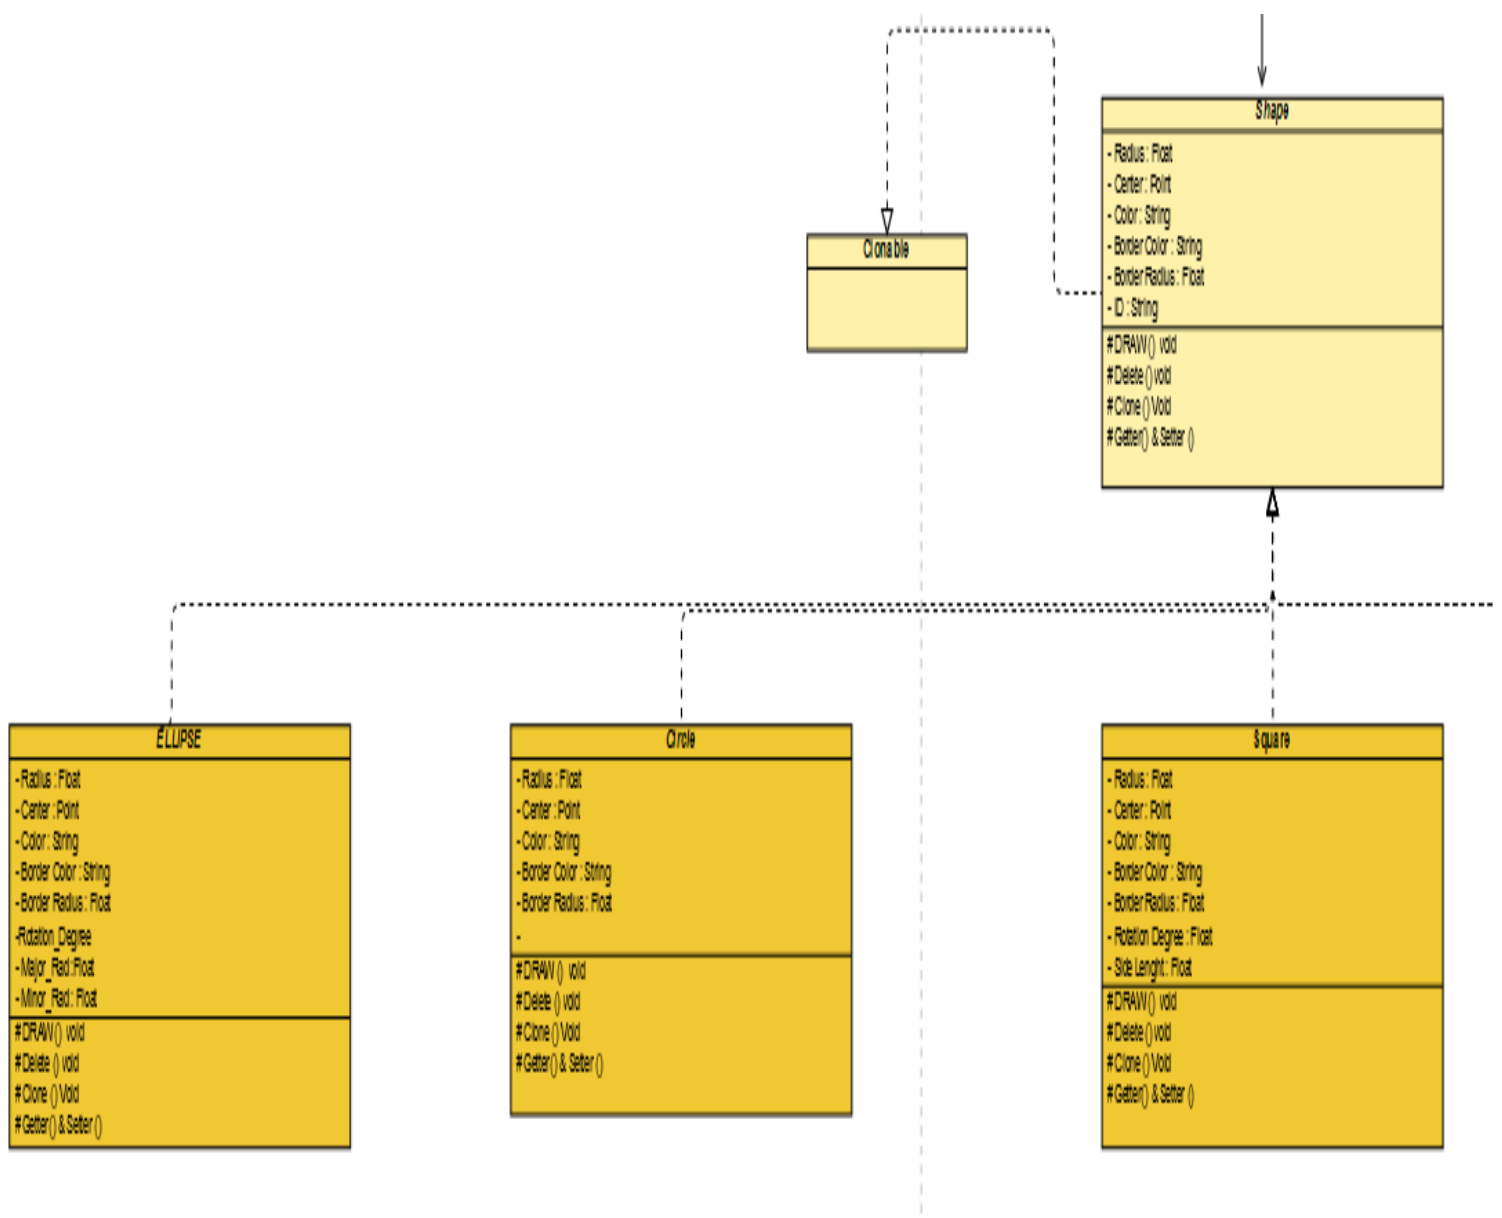 Shape
- Radius : Float
- Center : Point
- Color : String
- Border Color : String
- Border Radius : Float
- ID : String
# DRAW () void
# Delete () void
# Clone () Void
# Getter() & Setter ()
Clonable
ELLIPSE
- Radius : Float
- Center : Point
- Color : String
- Border Color : String
- Border Radius : Float
-Rotation_Degree
- Major_Rad :Float
- Minor_Rad : Float
# DRAW () void
# Delete () void
# Clone () Void
# Getter() & Setter ()
Circle
- Radius : Float
- Center : Point
- Color : String
- Border Color : String
- Border Radius : Float
-
# DRAW () void
# Delete () void
# Clone () Void
# Getter() & Setter ()
Square
- Radius : Float
- Center : Point
- Color : String
- Border Color : String
- Border Radius : Float
- Rotation Degree : Float
- Side Lenght : Float
# DRAW () void
# Delete () void
# Clone () Void
# Getter() & Setter ()